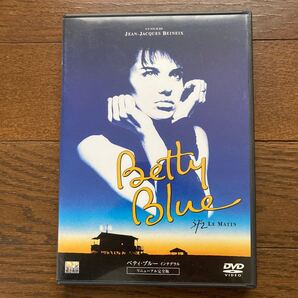 UN FILM DE
JEAN-JACQUES BEINEIX
Betty
Blue
37°2 LE MATIN
ベティ・ブルー インテグラル
リニューアル完全版
DVD
VIDEO